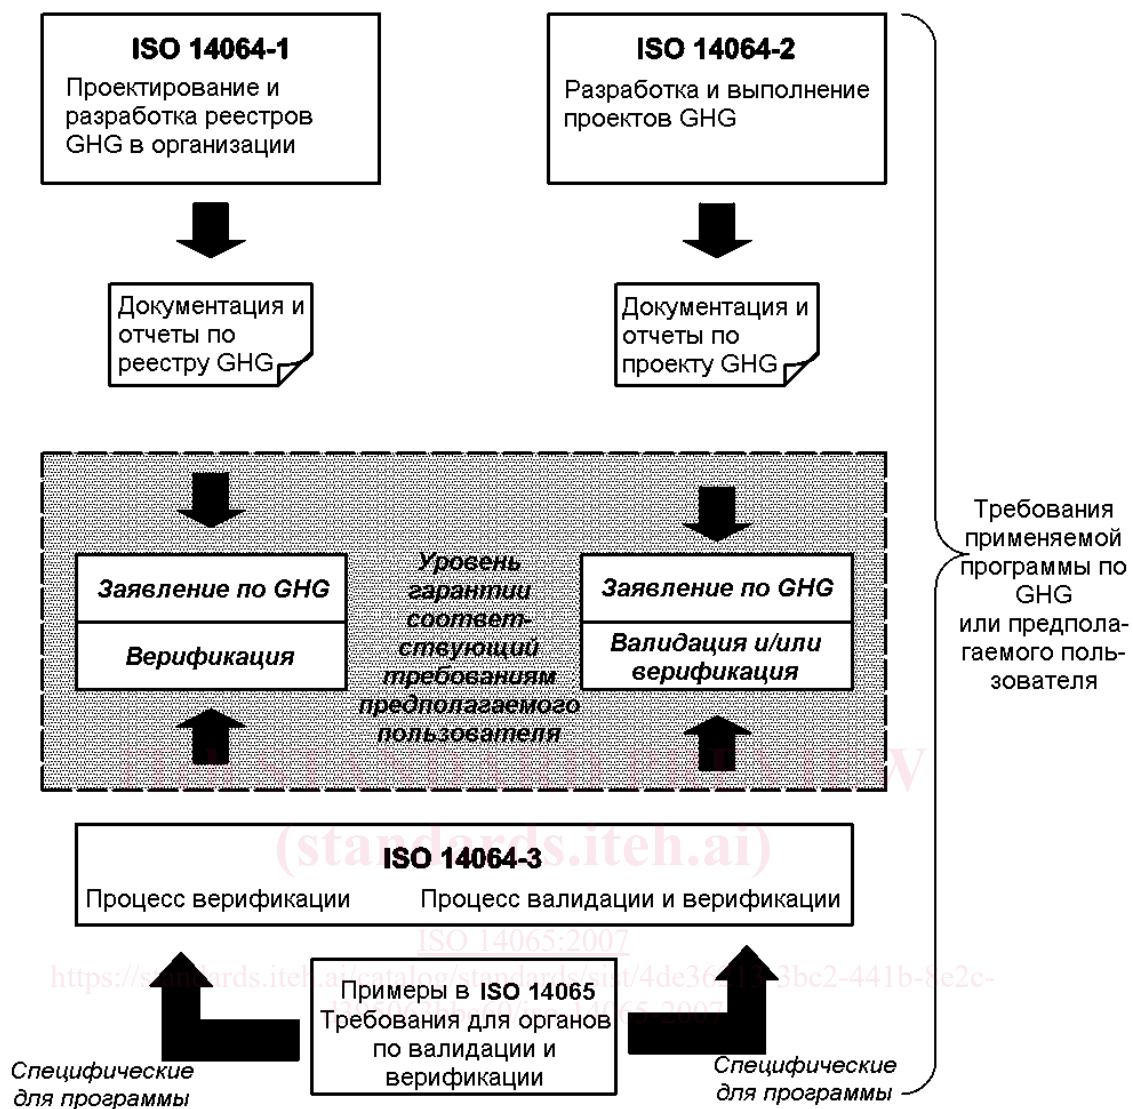 ISO 14064-1
Проектирование и
разработка реестров
GHG в организации
ISO 14064-2
Разработка и выполнение
проектов GHG
Документация и
отчеты по
реестру GHG
Документация и
отчеты по
проекту GHG
Заявление по GHG
Верификация
Уровень
гарантии
соответ-
ствующий
требованиям
предполагаемого
пользователя
Заявление по GHG
Валидация и/или
верификация
Требования
применяемой
программы по
GHG
или предпола-
гаемого поль-
зователя
iTeh STANDARD PREVIEW
(standards.iteh.ai)
ISO 14064-3
Процесс верификации
Процесс валидации и верификации
ISO 14065:2007
Примеры в ISO 14065
Требования для органов
по валидации и
верификации
Специфические
для программы
Специфические
для программы